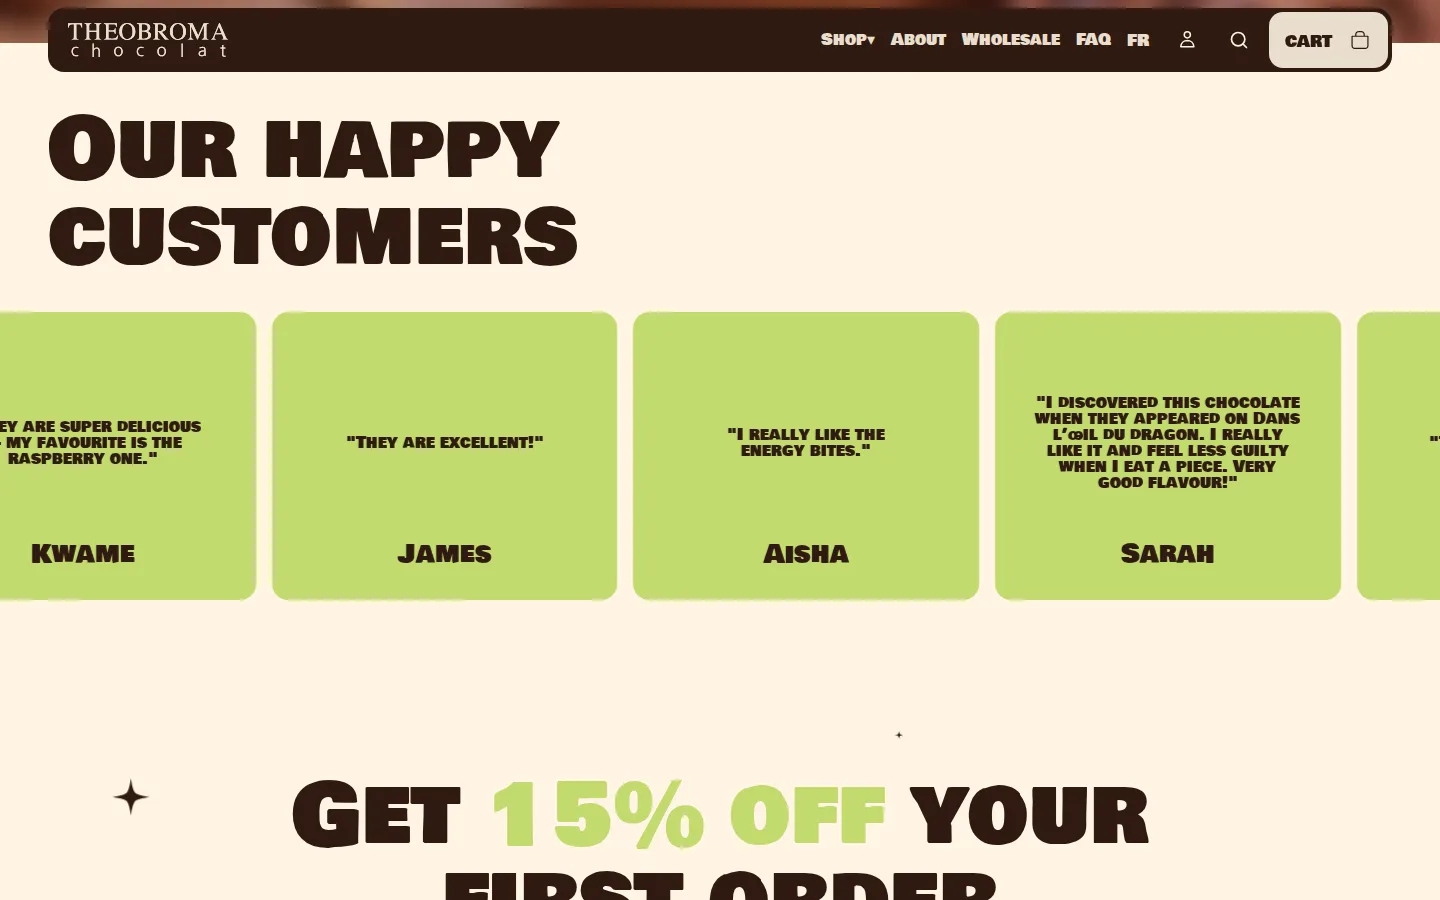 THEOBROMA
chocolat
Shop▾ About Wholesale FAQ FR CART
Our happy
customers
are super delicious
my favourite is the
raspberry one."
Kwame
"They are excellent!"
James
"I really like the
energy bites."
Aisha
"I discovered this chocolate
when they appeared on Dans
l'œil du dragon. I really
like it and feel less guilty
when I eat a piece. Very
good flavour!"
Sarah
Get 15% off your
first order